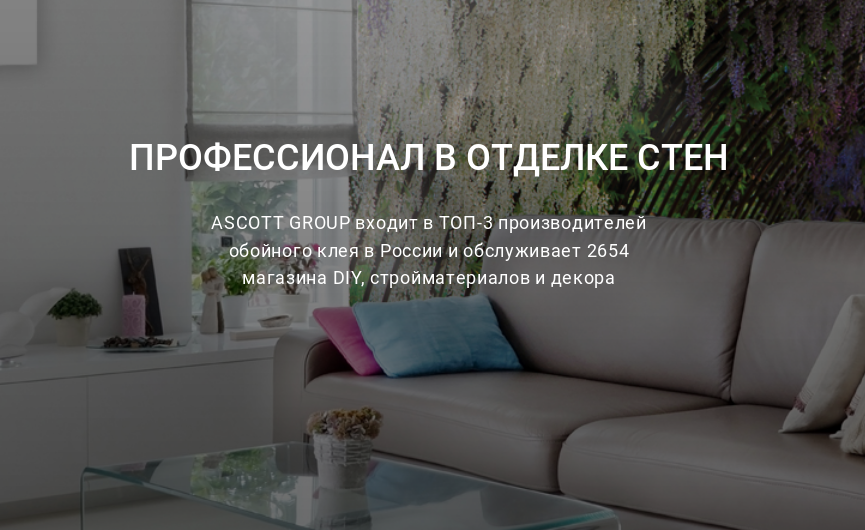 ПРОФЕССИОНАЛ В ОТДЕЛКЕ СТЕН
ASCOTT GROUP входит в ТОП-3 производителей
обойного клея в России и обслуживает 2654
магазина DIY, стройматериалов и декора